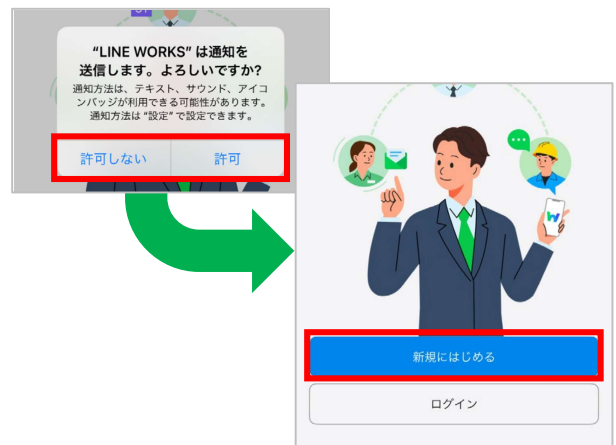 “LINE WORKS” は通知を
送信します。よろしいですか?
通知方法は、テキスト、サウンド、アイコ
ンバッジが利用できる可能性があります。
通知方法は “設定” で設定できます。
許可しない
許可
新規にはじめる
ログイン